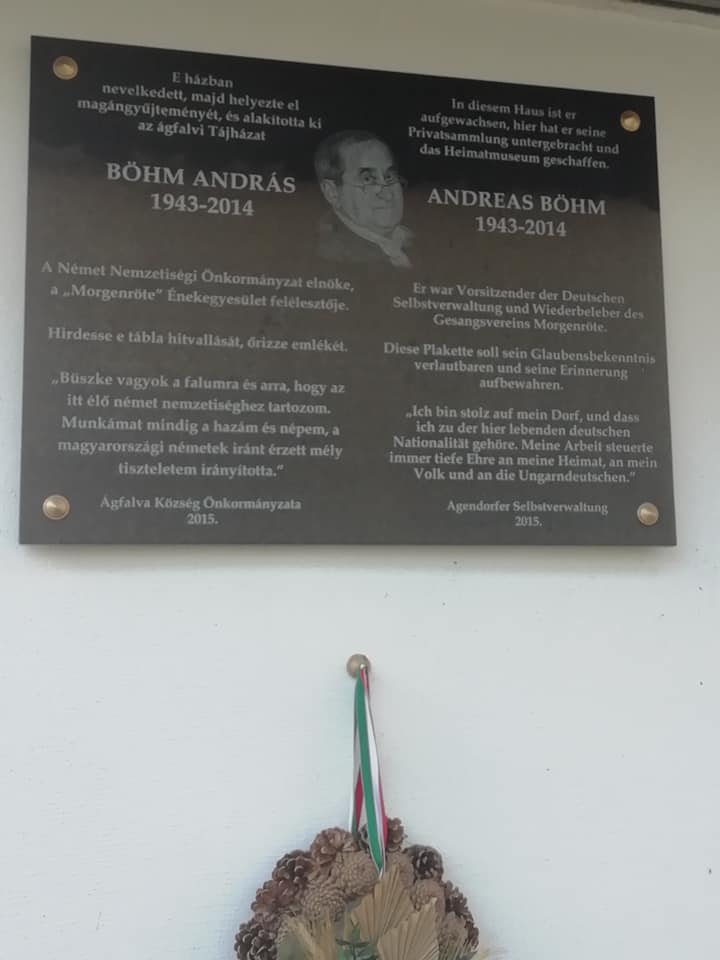 E házban
nevelkedett, majd helyezte el
magángyűjteményét, és alakította ki
az ágfalvi Tájházat
BÖHM ANDRÁS
1943-2014
A Német Nemzetiségi Önkormányzat elnöke,
a „Morgenröte” Énekegyesület felélesztője.
Hirdesse e tábla hitvallását, őrizze emlékét.
„Büszke vagyok a falumra és arra, hogy az
itt élő német nemzetiséghez tartozom.
Munkámat mindig a hazám és népem, a
magyarországi németek iránt érzett mély
tiszteletem irányította.”
Ágfalva Község Önkormányzata
2015.
In diesem Haus ist er
aufgewachsen, hier hat er seine
Privatsammlung untergebracht und
das Heimatmuseum geschaffen.
ANDREAS BÖHM
1943-2014
Er war Vorsitzender der Deutschen
Selbstverwaltung und Wiederbeleber des
Gesangsvereins Morgenröte.
Diese Plakette soll sein Glaubensbekenntnis
verlautbaren und seine Erinnerung
aufbewahren.
„Ich bin stolz auf mein Dorf, und dass
ich zu der hier lebenden deutschen
Nationalität gehöre. Meine Arbeit steuerte
immer tiefe Ehre an meine Heimat, an mein
Volk und an die Ungarndeutschen.”
Agendorfer Selbstverwaltung
2015.